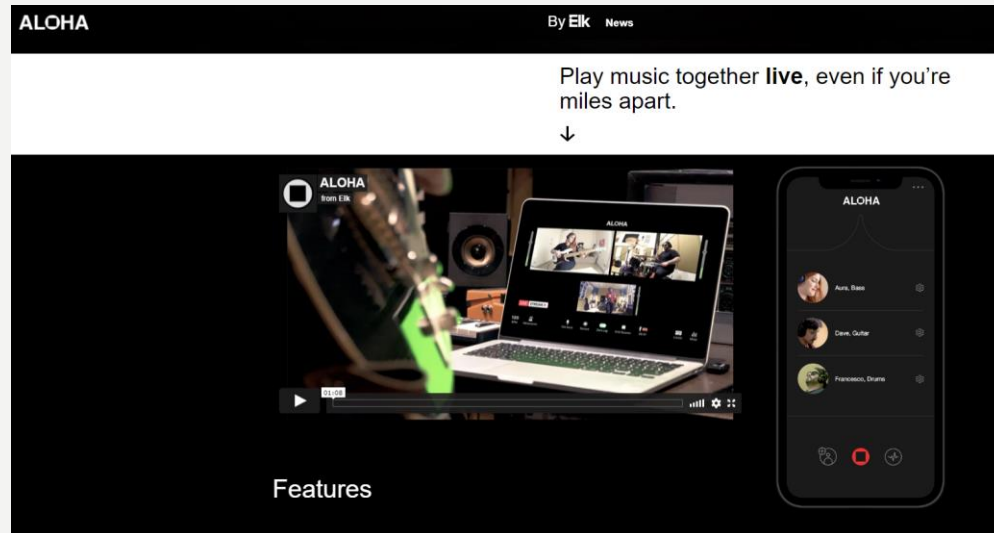 ALOHA
By Elk News
Play music together live, even if you’re
miles apart.
↓
ALOHA
from Elk
ALOHA
01:08
Features
ALOHA
Aura, Bass
Dave, Guitar
Francesco, Drums